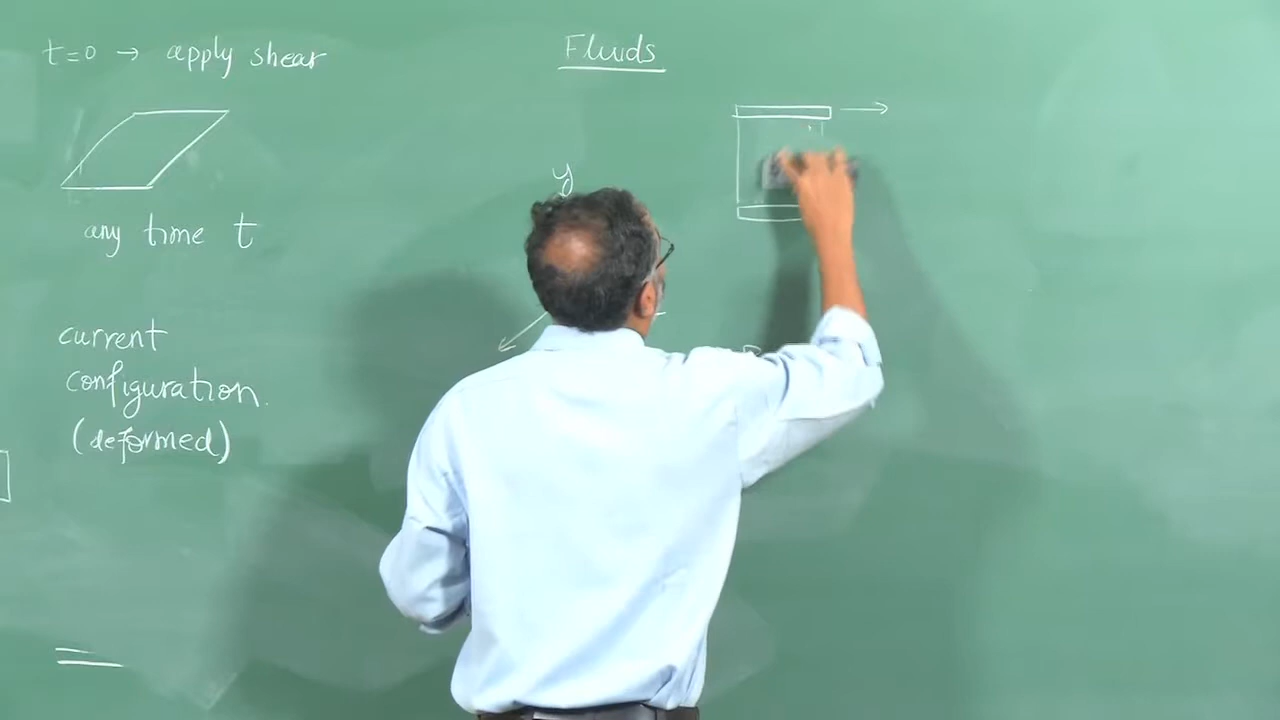 t=0 → apply shear
any time t
current
configuration.
(deformed)
Fluids
y